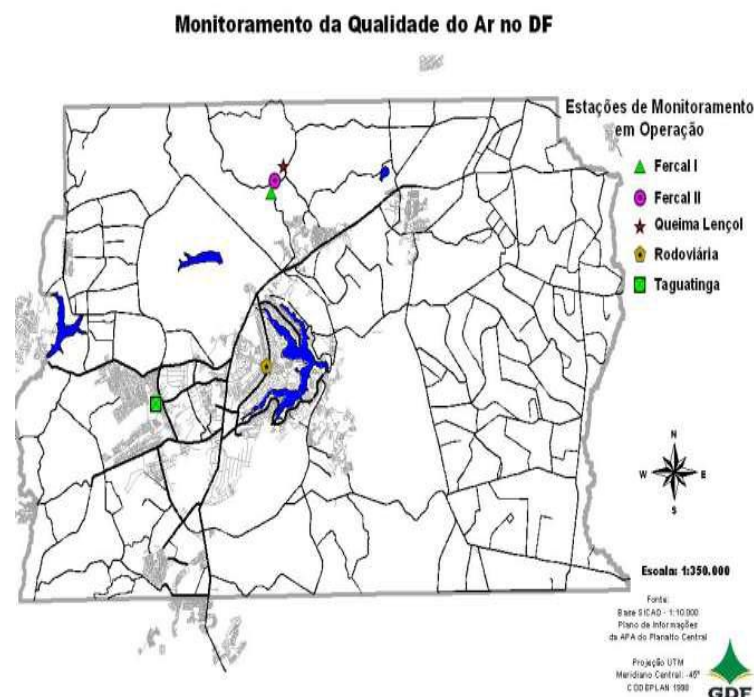 Monitoramento da Qualidade do Ar no DF
Estações de Monitoramento
em Operação
Fercal I
Fercal II
Queima Lençol
Rodoviária
Taguatinga
N
W E
S
Escala: 1:350.000
Fonte:
Base SICAD - 1:10.000
Plano de Informações
da APA do Planalto Central
Projeção UTM
Meridiano Central: -45º
CODEPLAN 1998
GDF